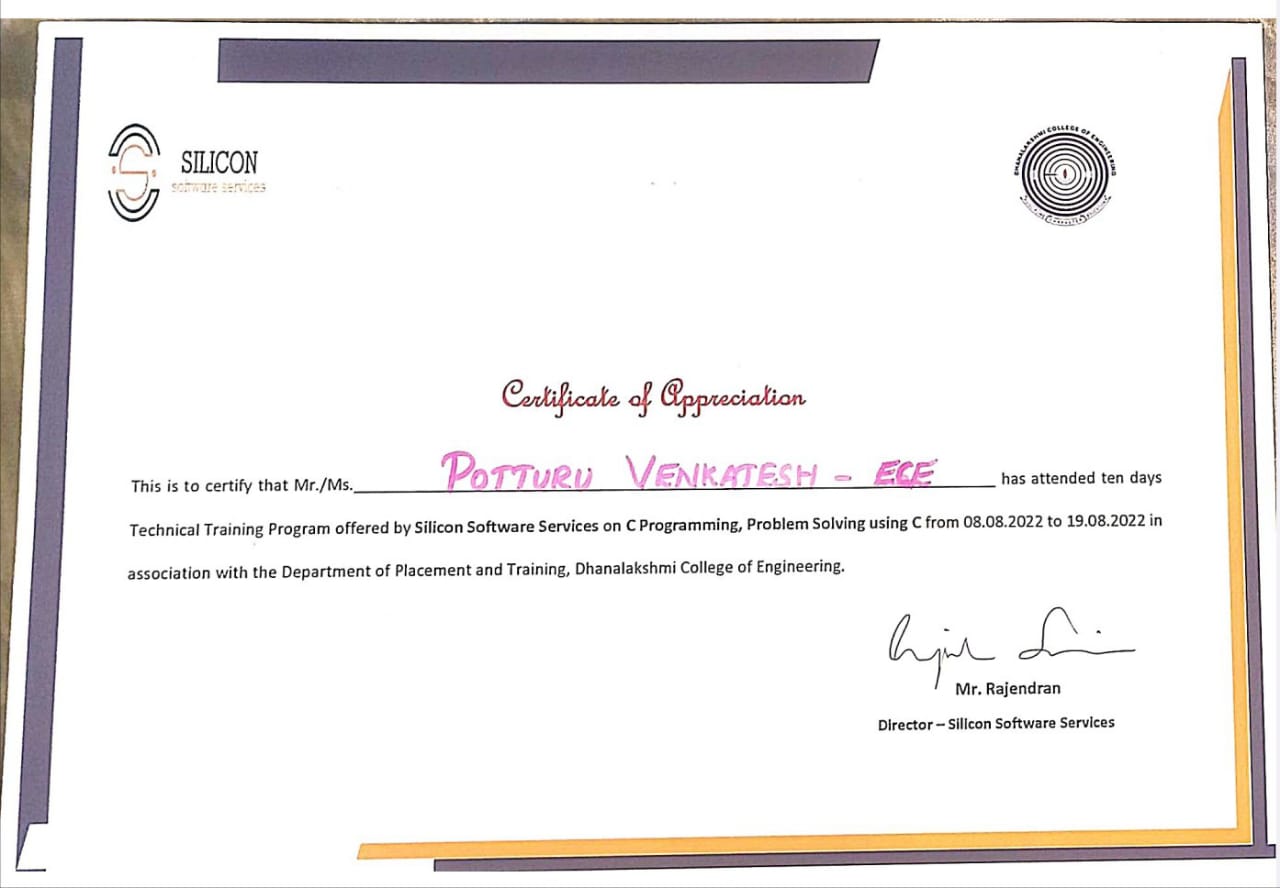 SILICON
software services
DHANALAKSHMI COLLEGE OF ENGINEERING
Certificate of Appreciation
This is to certify that Mr./Ms. POTTURU VENKATESH - ECE has attended ten days
Technical Training Program offered by Silicon Software Services on C Programming, Problem Solving using C from 08.08.2022 to 19.08.2022 in
association with the Department of Placement and Training, Dhanalakshmi College of Engineering.
Mr. Rajendran
Director – Silicon Software Services